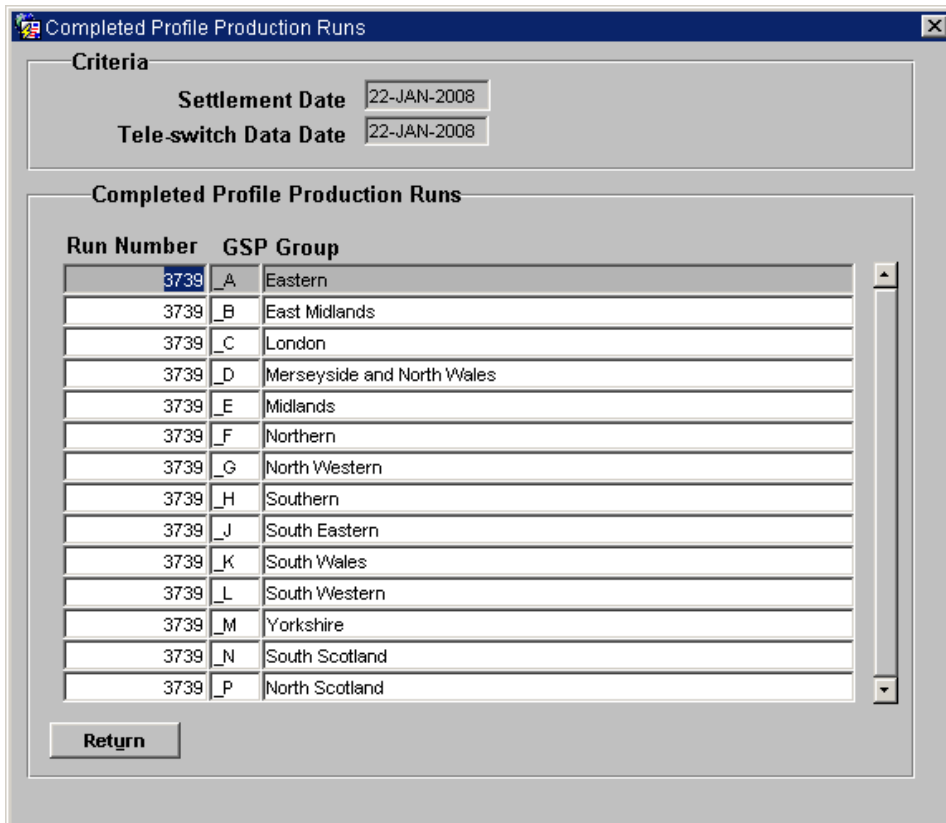 Completed Profile Production Runs
Criteria
Settlement Date 22-JAN-2008
Tele-switch Data Date 22-JAN-2008
Completed Profile Production Runs
Run Number GSP Group
3739 _A Eastern
3739 _B East Midlands
3739 _C London
3739 _D Merseyside and North Wales
3739 _E Midlands
3739 _F Northern
3739 _G North Western
3739 _H Southern
3739 _J South Eastern
3739 _K South Wales
3739 _L South Western
3739 _M Yorkshire
3739 _N South Scotland
3739 _P North Scotland
Return